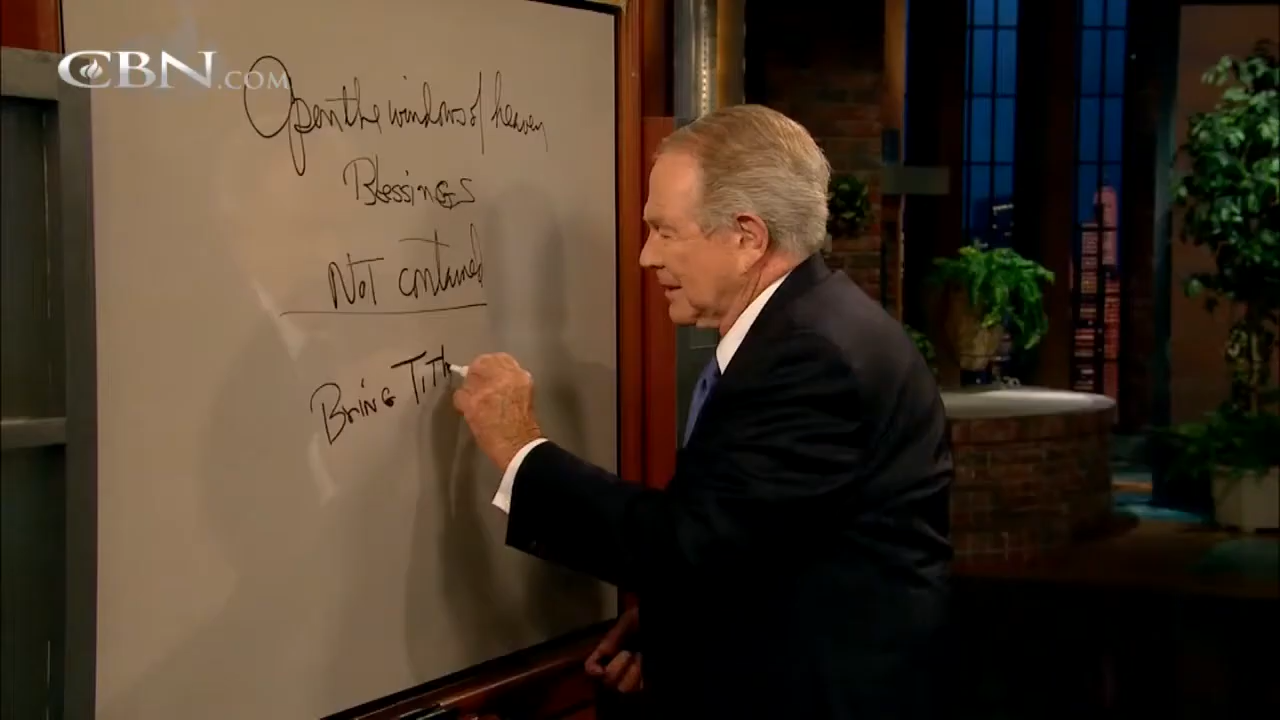 CBN.COM
Open the windows of heaven
Blessings
Not contained
Bring Tith